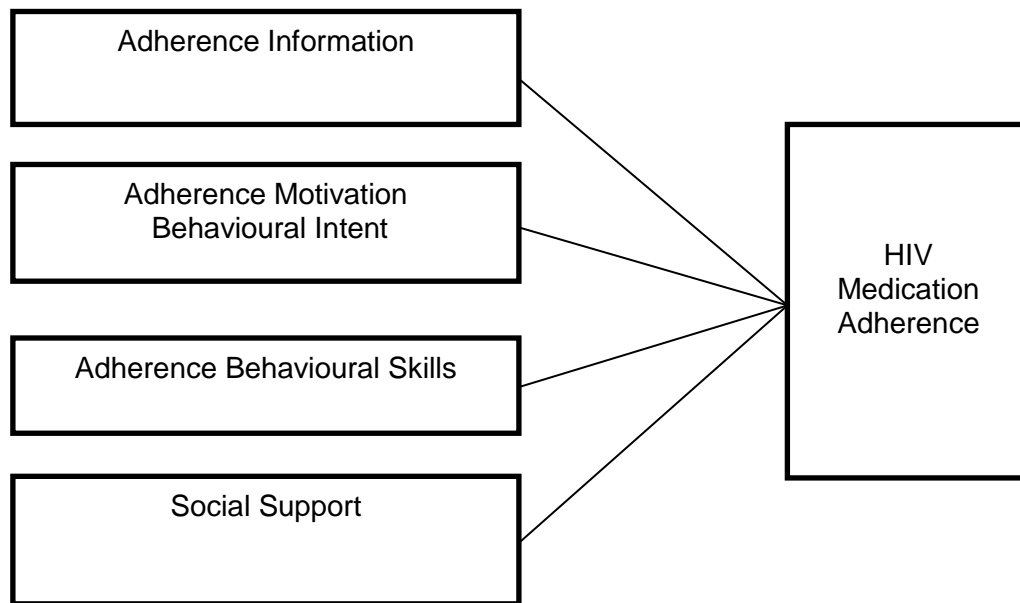 Adherence Information
Adherence Motivation
Behavioural Intent
Adherence Behavioural Skills
Social Support
HIV
Medication
Adherence